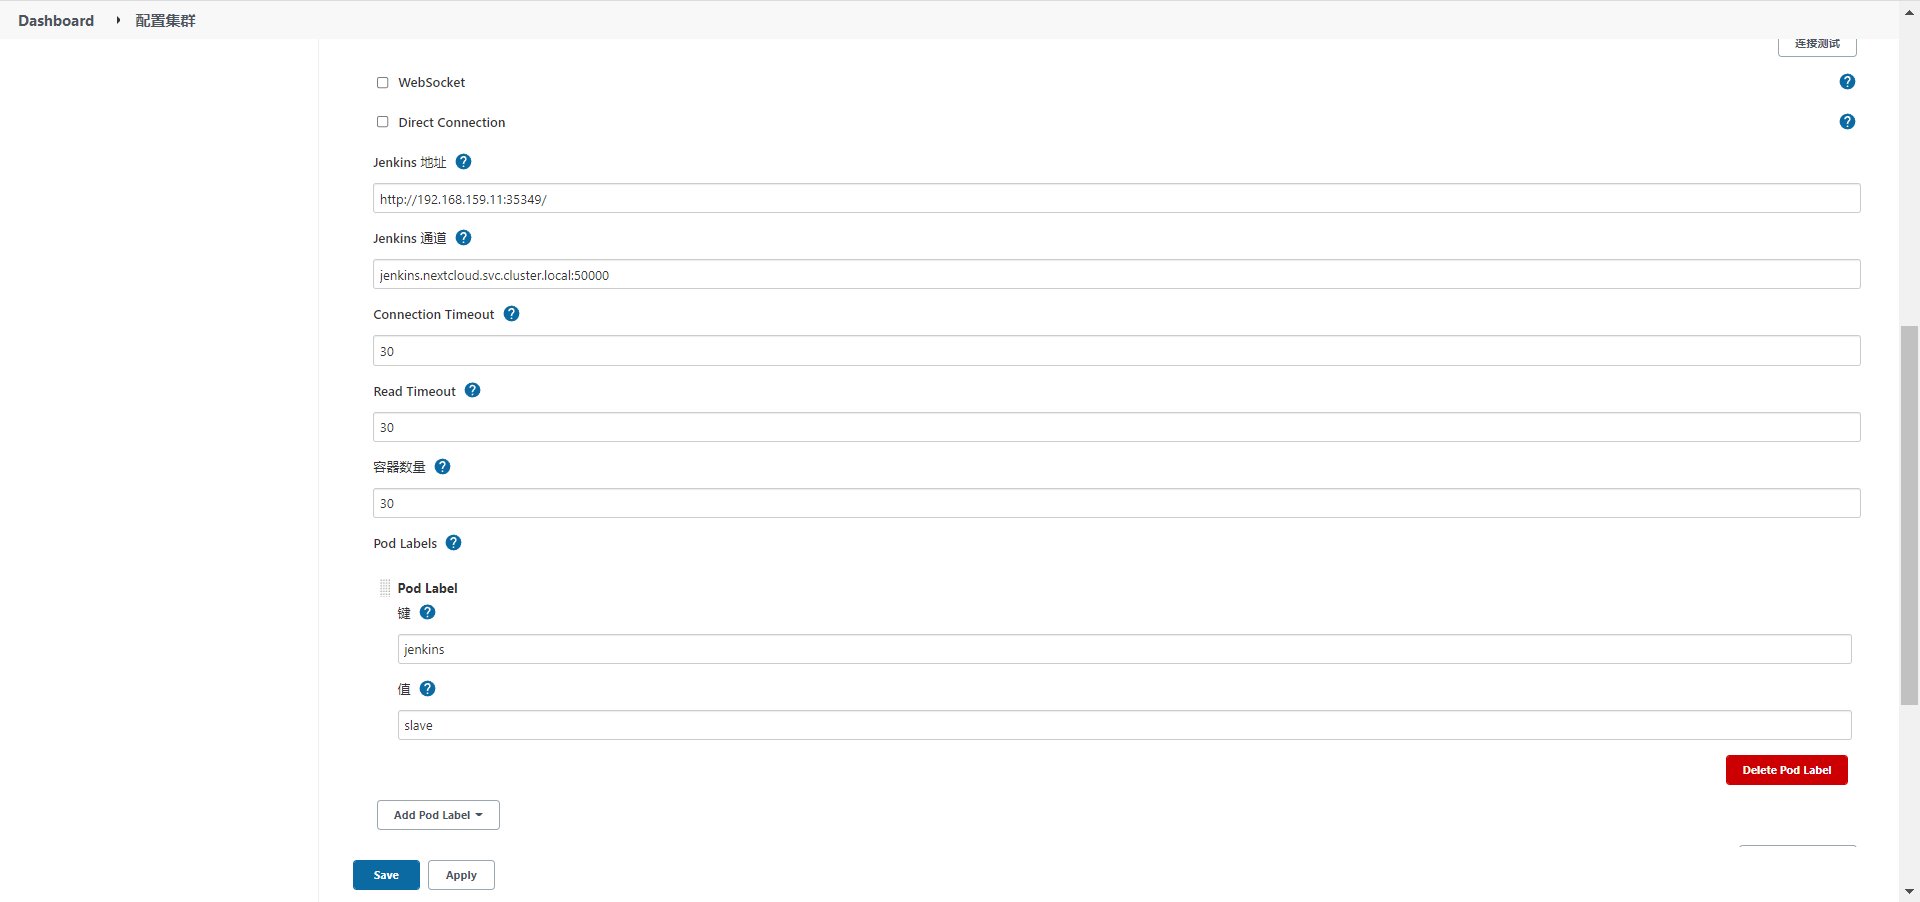 Dashboard 配置集群
连接测试
WebSocket
Direct Connection
Jenkins 地址
http://192.168.159.11:35349/
Jenkins 通道
jenkins.nextcloud.svc.cluster.local:50000
Connection Timeout
30
Read Timeout
30
容器数量
30
Pod Labels
Pod Label
键
jenkins
值
slave
Delete Pod Label
Add Pod Label
Save Apply